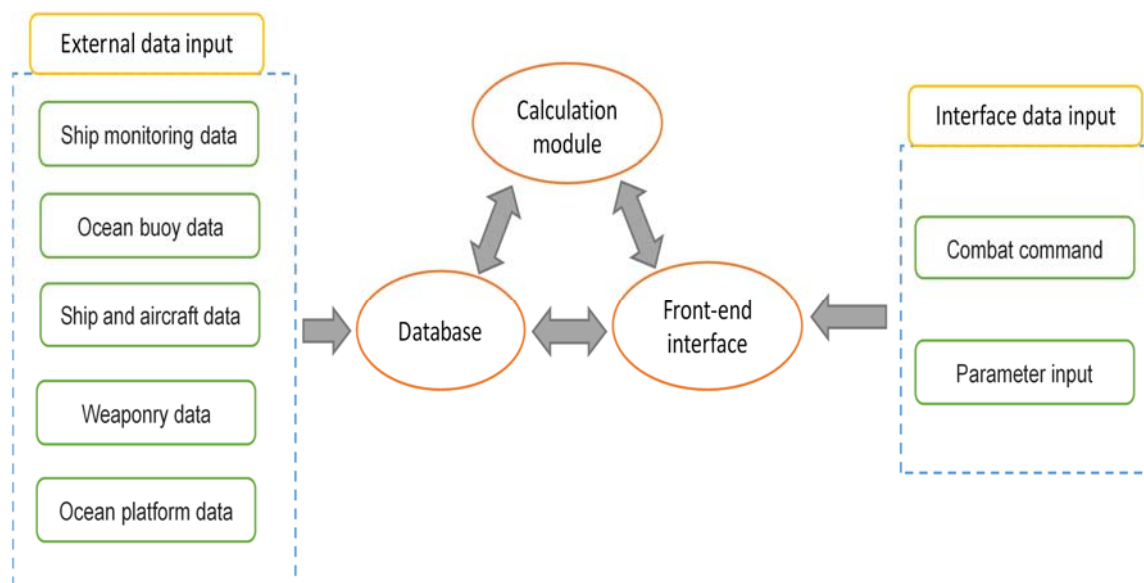 External data input
Ship monitoring data
Ocean buoy data
Ship and aircraft data
Weaponry data
Ocean platform data
Calculation
module
Database
Front-end
interface
Interface data input
Combat command
Parameter input